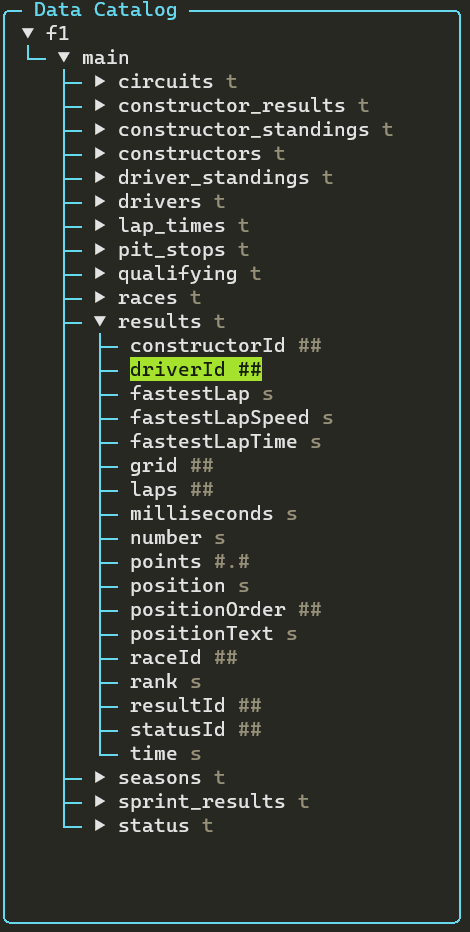 Data Catalog
▼ f1
▼ main
▶ circuits t
▶ constructor_results t
▶ constructor_standings t
▶ constructors t
▶ driver_standings t
▶ drivers t
▶ lap_times t
▶ pit_stops t
▶ qualifying t
▶ races t
▼ results t
constructorId ##
driverId ##
fastestLap s
fastestLapSpeed s
fastestLapTime s
grid ##
laps ##
milliseconds s
number s
points #.#
position s
positionOrder ##
positionText s
raceId ##
rank s
resultId ##
statusId ##
time s
▶ seasons t
▶ sprint_results t
▶ status t